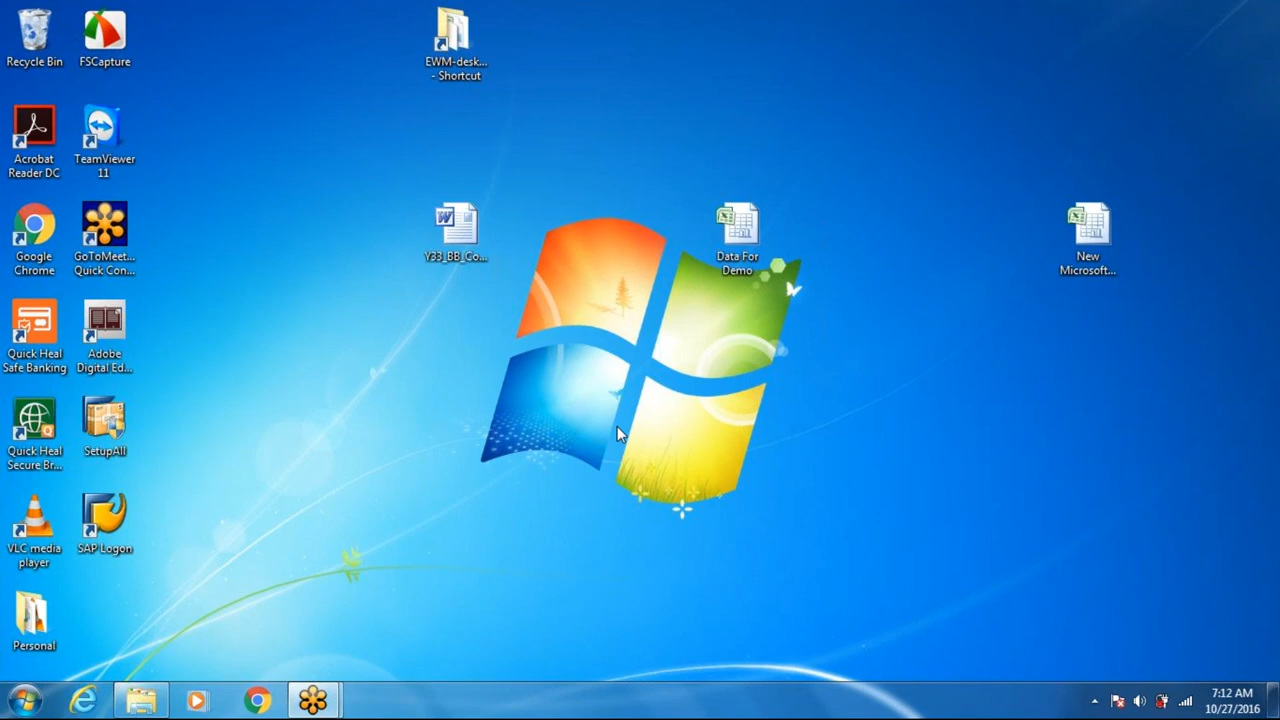 Recycle Bin
FSCapture
EWM-desk...
- Shortcut
Acrobat
Reader DC
TeamViewer
11
Google
Chrome
GoToMeet...
Quick Con...
Y33_BB_Co...
Data For
Demo
New
Microsoft...
Quick Heal
Safe Banking
Adobe
Digital Ed...
Quick Heal
Secure Br...
SetupAll
VLC media
player
SAP Logon
Personal
7:12 AM
10/27/2016